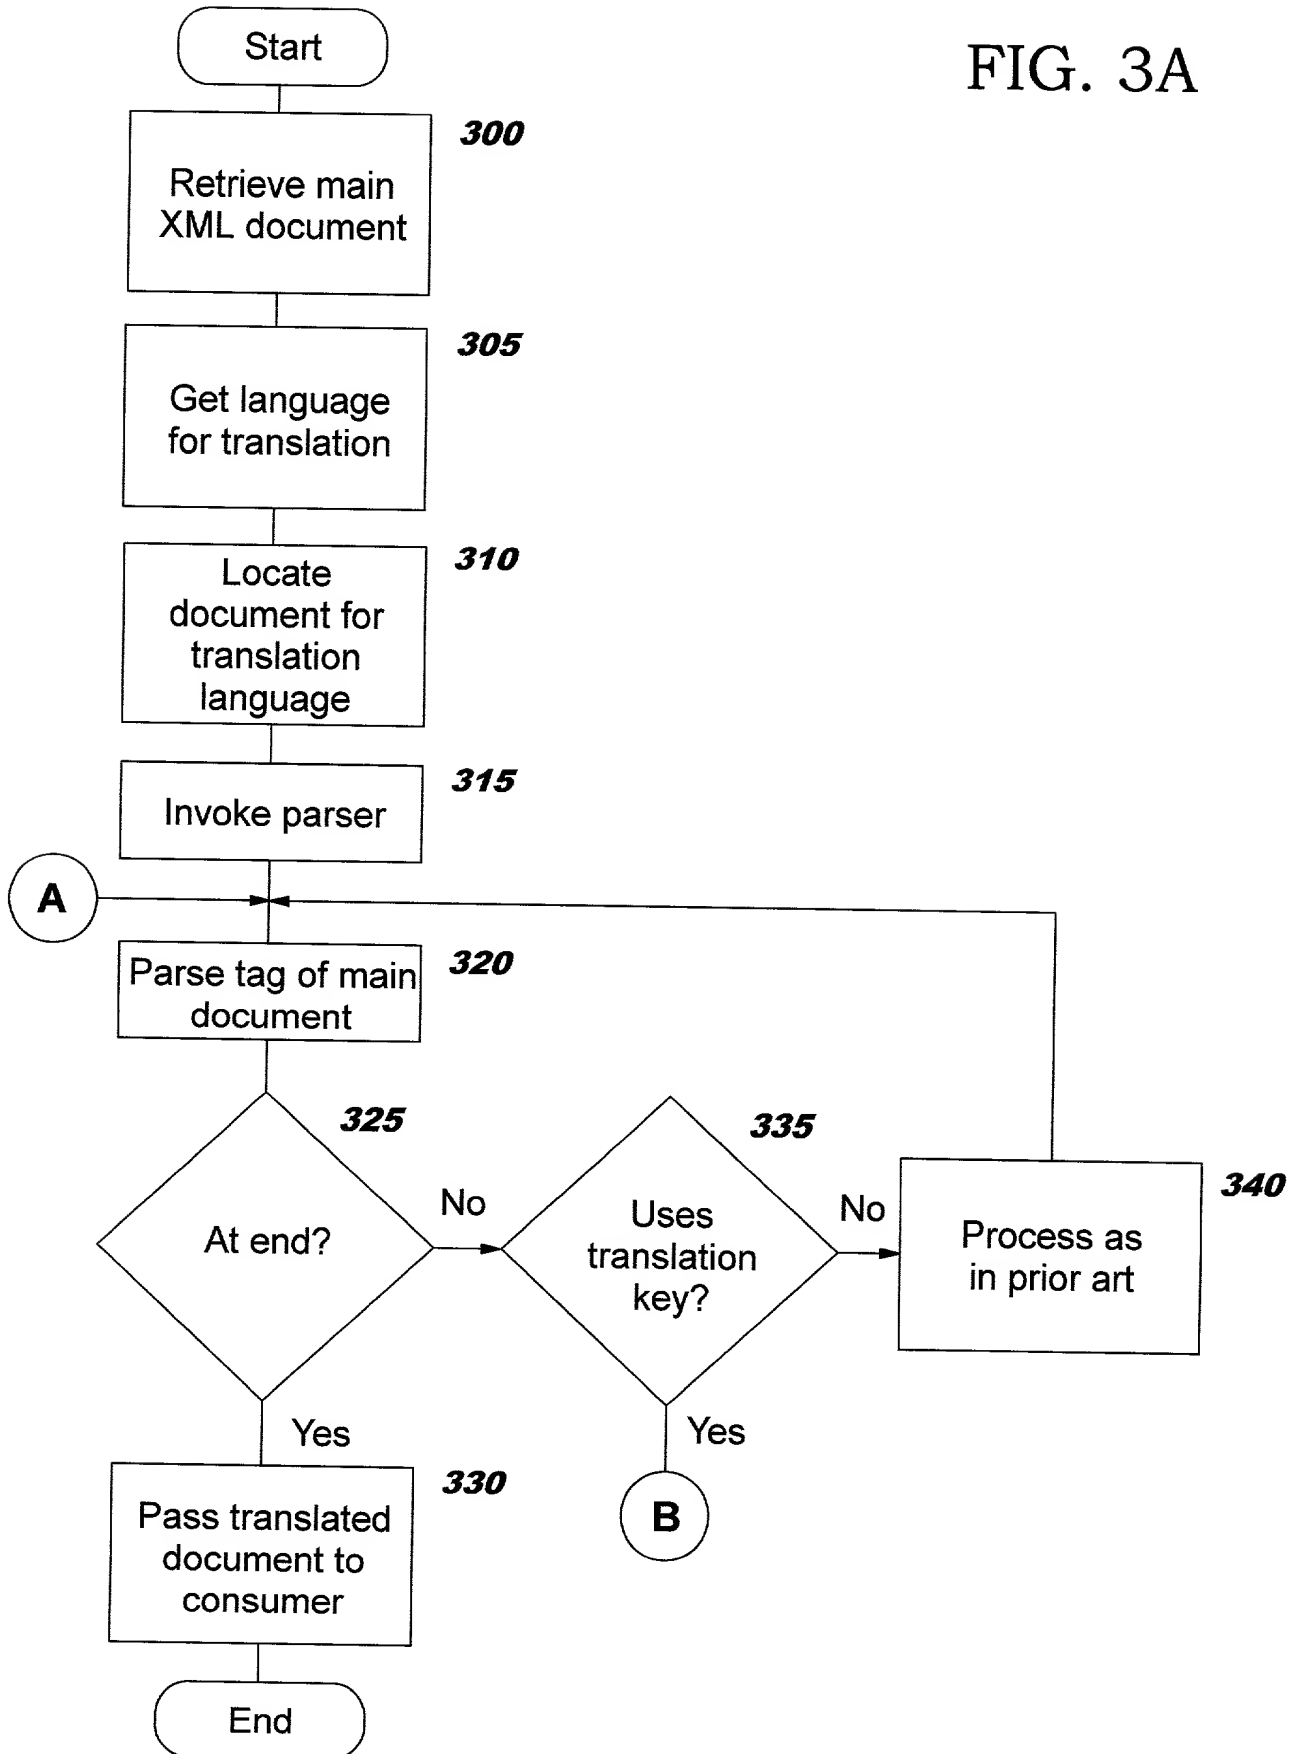 Start
FIG. 3A
300
Retrieve main
XML document
305
Get language
for translation
310
Locate
document for
translation
language
315
Invoke parser
A
320
Parse tag of main
document
325
At end?
No
335
Uses
translation
key?
No
340
Process as
in prior art
Yes
Yes
330
Pass translated
document to
consumer
B
End